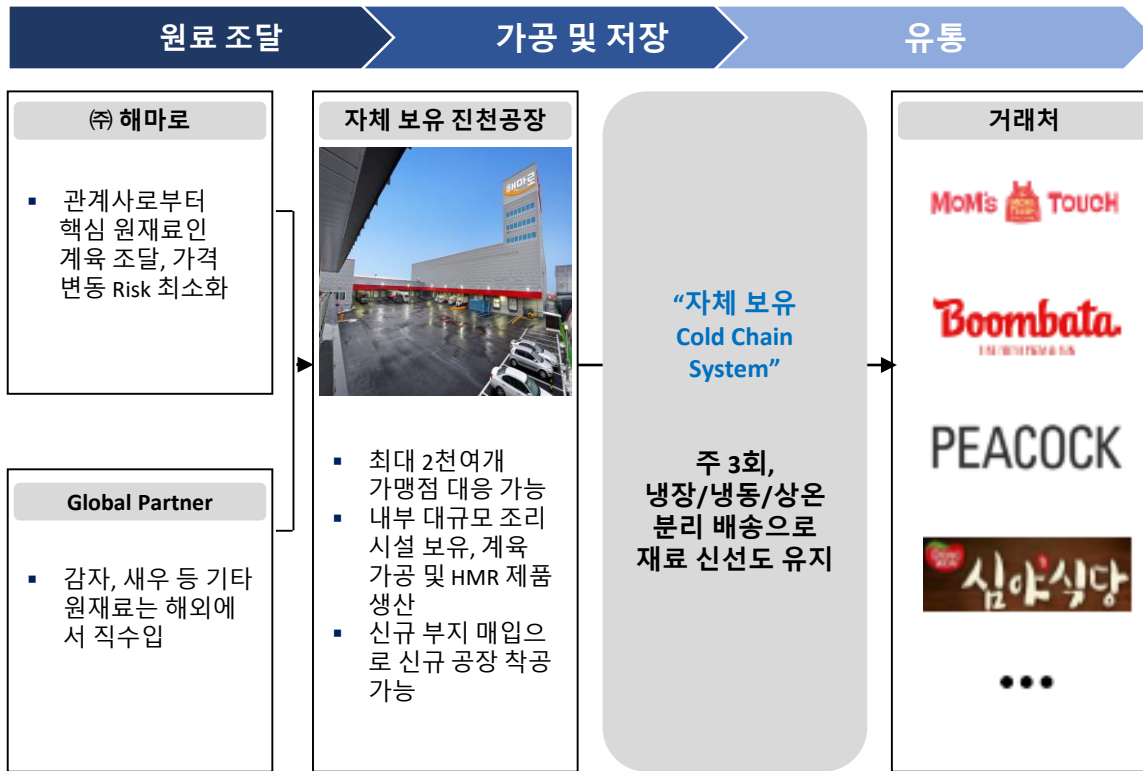 원료 조달
가공 및 저장
유통
㈜ 해마로
▪ 관계사로부터
핵심 원재료인
계육 조달, 가격
변동 Risk 최소화
Global Partner
▪ 감자, 새우 등 기타
원재료는 해외에
서 직수입
자체 보유 진천공장
해마로
▪ 최대 2천여개
가맹점 대응 가능
▪ 내부 대규모 조리
시설 보유, 계육
가공 및 HMR 제품
생산
▪ 신규 부지 매입으
로 신규 공장 착공
가능
“자체 보유
Cold Chain
System”
주 3회,
냉장/냉동/상온
분리 배송으로
재료 신선도 유지
거래처
MOM's TOUCH
Boombata
PEACOCK
심야식당
•••